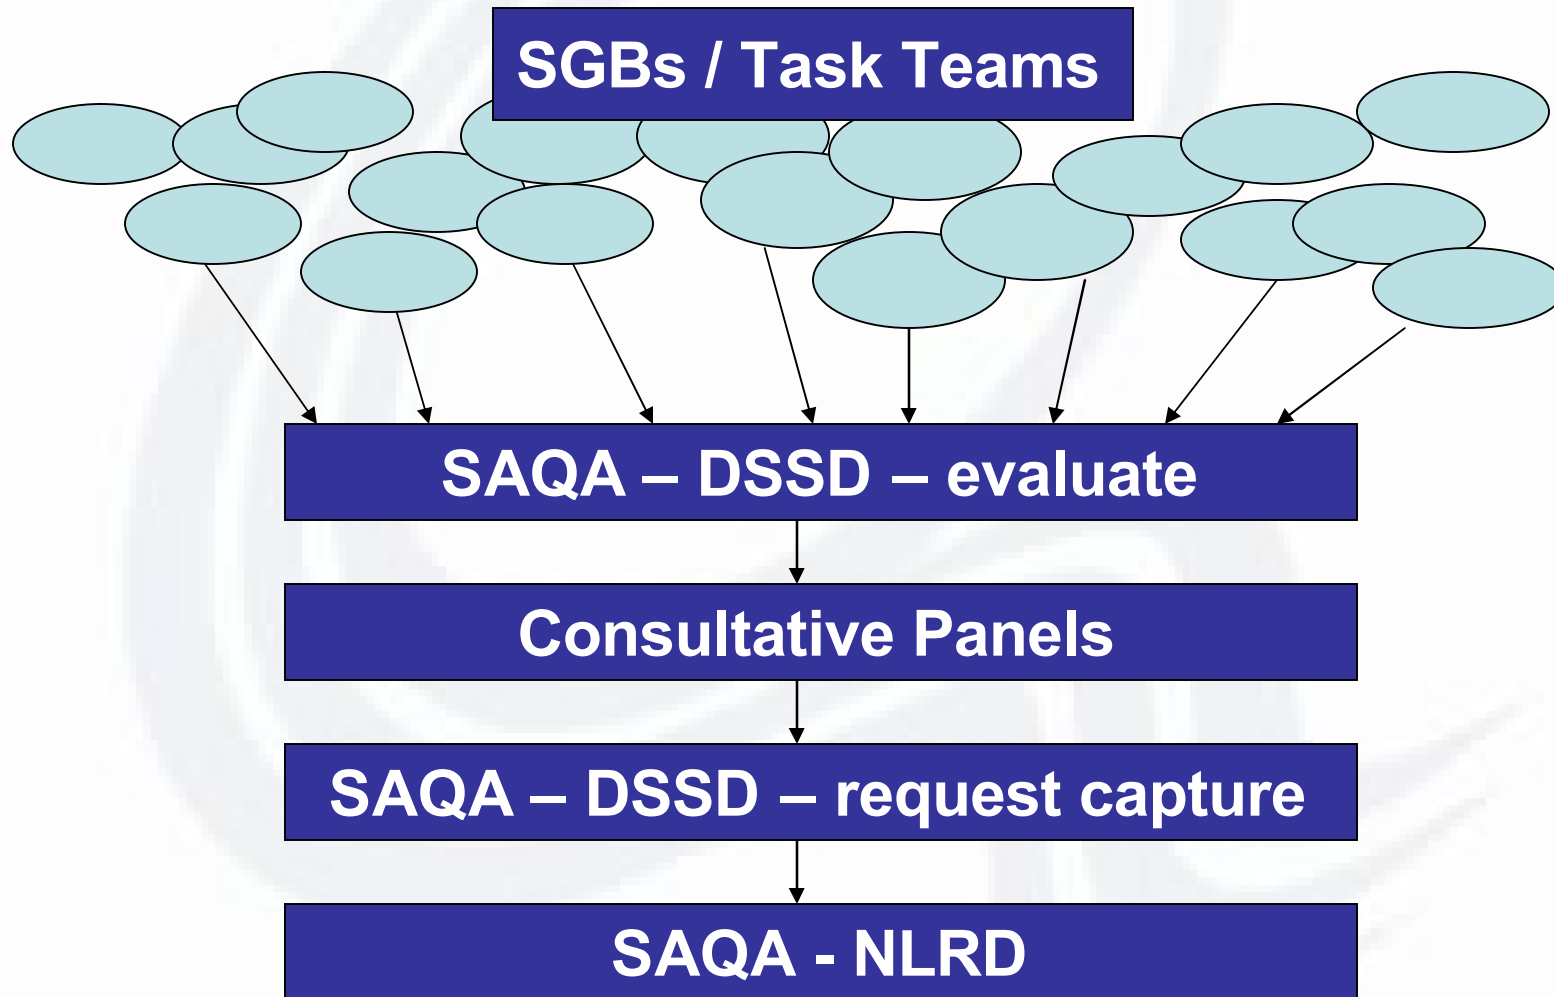 SGBs / Task Teams
SAQA – DSSD – evaluate
Consultative Panels
SAQA – DSSD – request capture
SAQA - NLRD